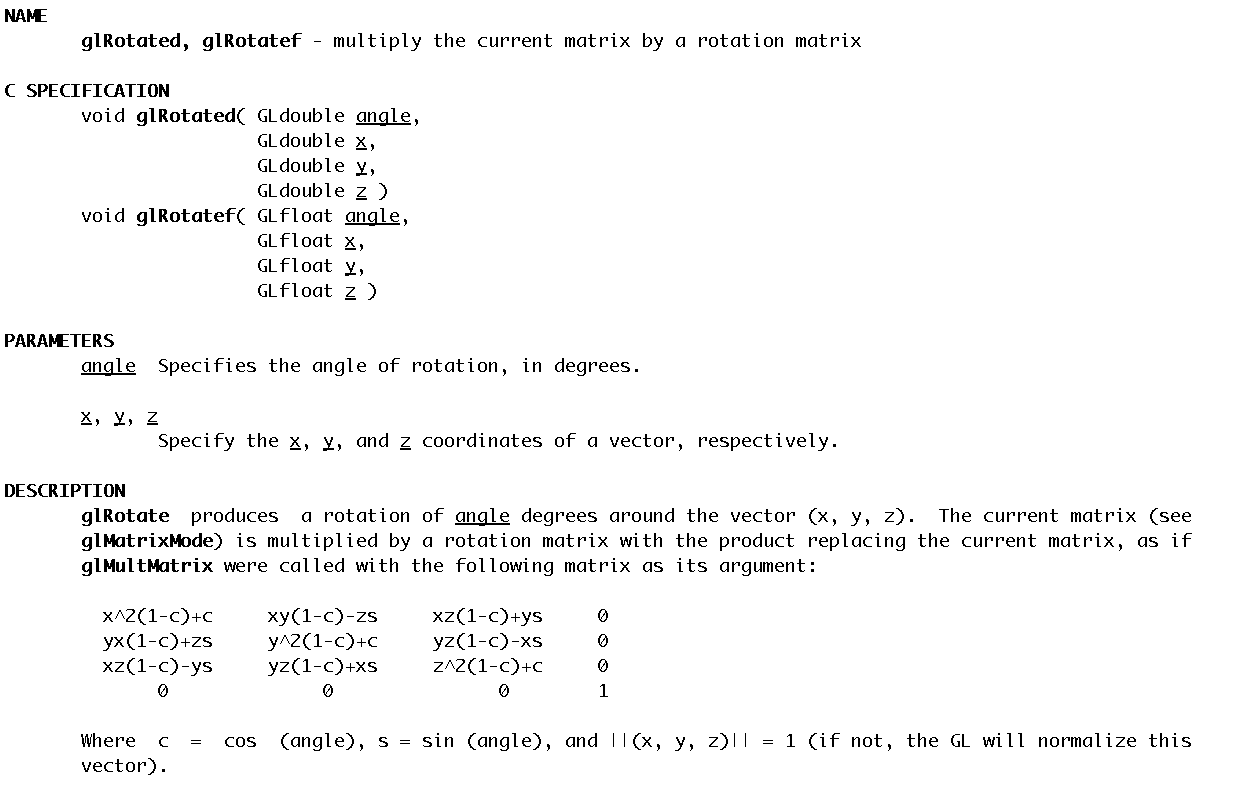 NAME
glRotated, glRotatef - multiply the current matrix by a rotation matrix
C SPECIFICATION
void glRotated( GLdouble angle,
GLdouble x,
GLdouble y,
GLdouble z )
void glRotatef( GLfloat angle,
GLfloat x,
GLfloat y,
GLfloat z )
PARAMETERS
angle  Specifies the angle of rotation, in degrees.
x, y, z
Specify the x, y, and z coordinates of a vector, respectively.
DESCRIPTION
glRotate  produces  a rotation of angle degrees around the vector (x, y, z).  The current matrix (see
glMatrixMode) is multiplied by a rotation matrix with the product replacing the current matrix, as if
glMultMatrix were called with the following matrix as its argument:
x^2(1-c)+c     xy(1-c)-zs     xz(1-c)+ys     0
yx(1-c)+zs     y^2(1-c)+c     yz(1-c)-xs     0
xz(1-c)-ys     yz(1-c)+xs     z^2(1-c)+c     0
0              0               0        1
Where  c  =  cos  (angle), s = sin (angle), and ||(x, y, z)|| = 1 (if not, the GL will normalize this
vector).